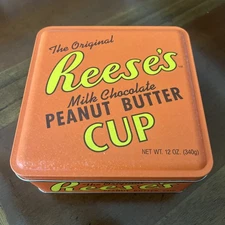 The Original
Reese's
Milk Chocolate
PEANUT BUTTER
CUP
NET WT. 12 OZ. (340g)
Reese's